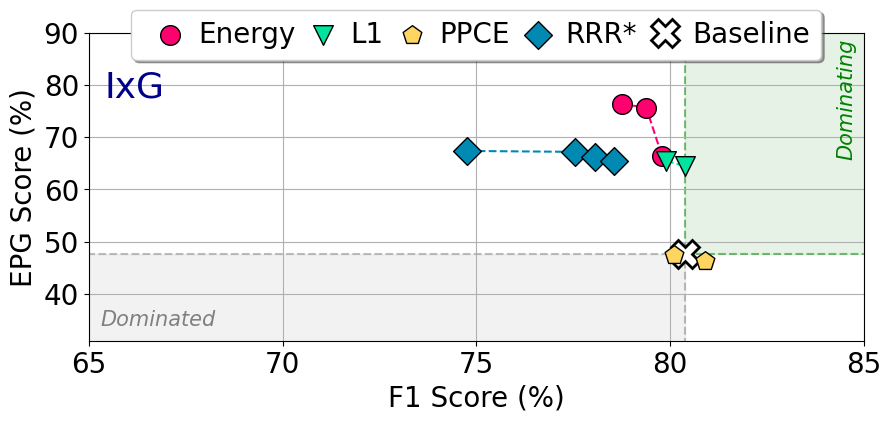 Energy L1 PPCE RRR* Baseline
IxG
Dominating
Dominated
EPG Score (%)
90
80
70
60
50
40
65 70 75 80 85
F1 Score (%)